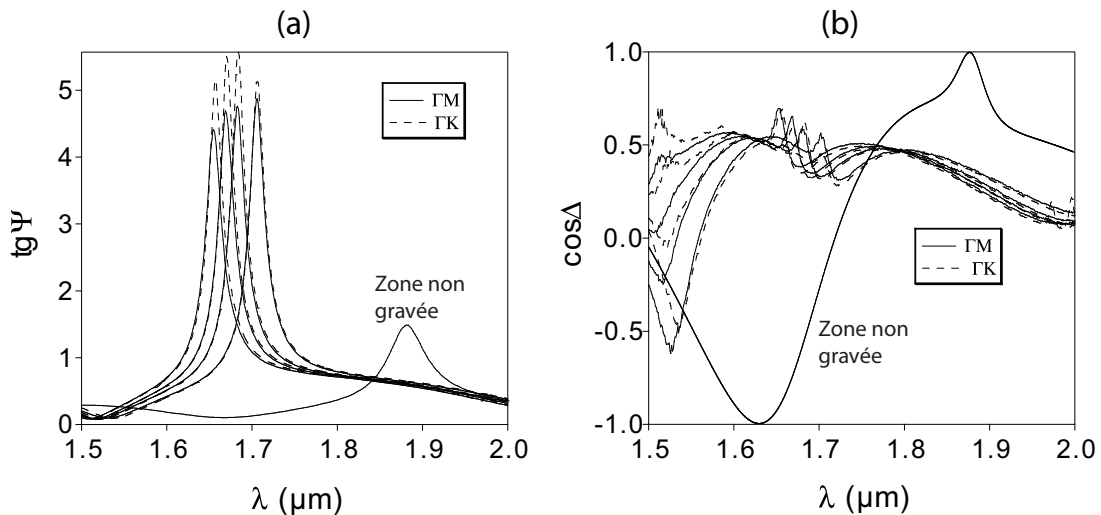 (a)
5
4
3
2
1
0
tgΨ
ΓM
ΓK
Zone non
gravée
1.5 1.6 1.7 1.8 1.9 2.0
λ (µm)
(b)
1.0
0.5
0.0
-0.5
-1.0
cosΔ
ΓM
ΓK
Zone non
gravée
1.5 1.6 1.7 1.8 1.9 2.0
λ (µm)